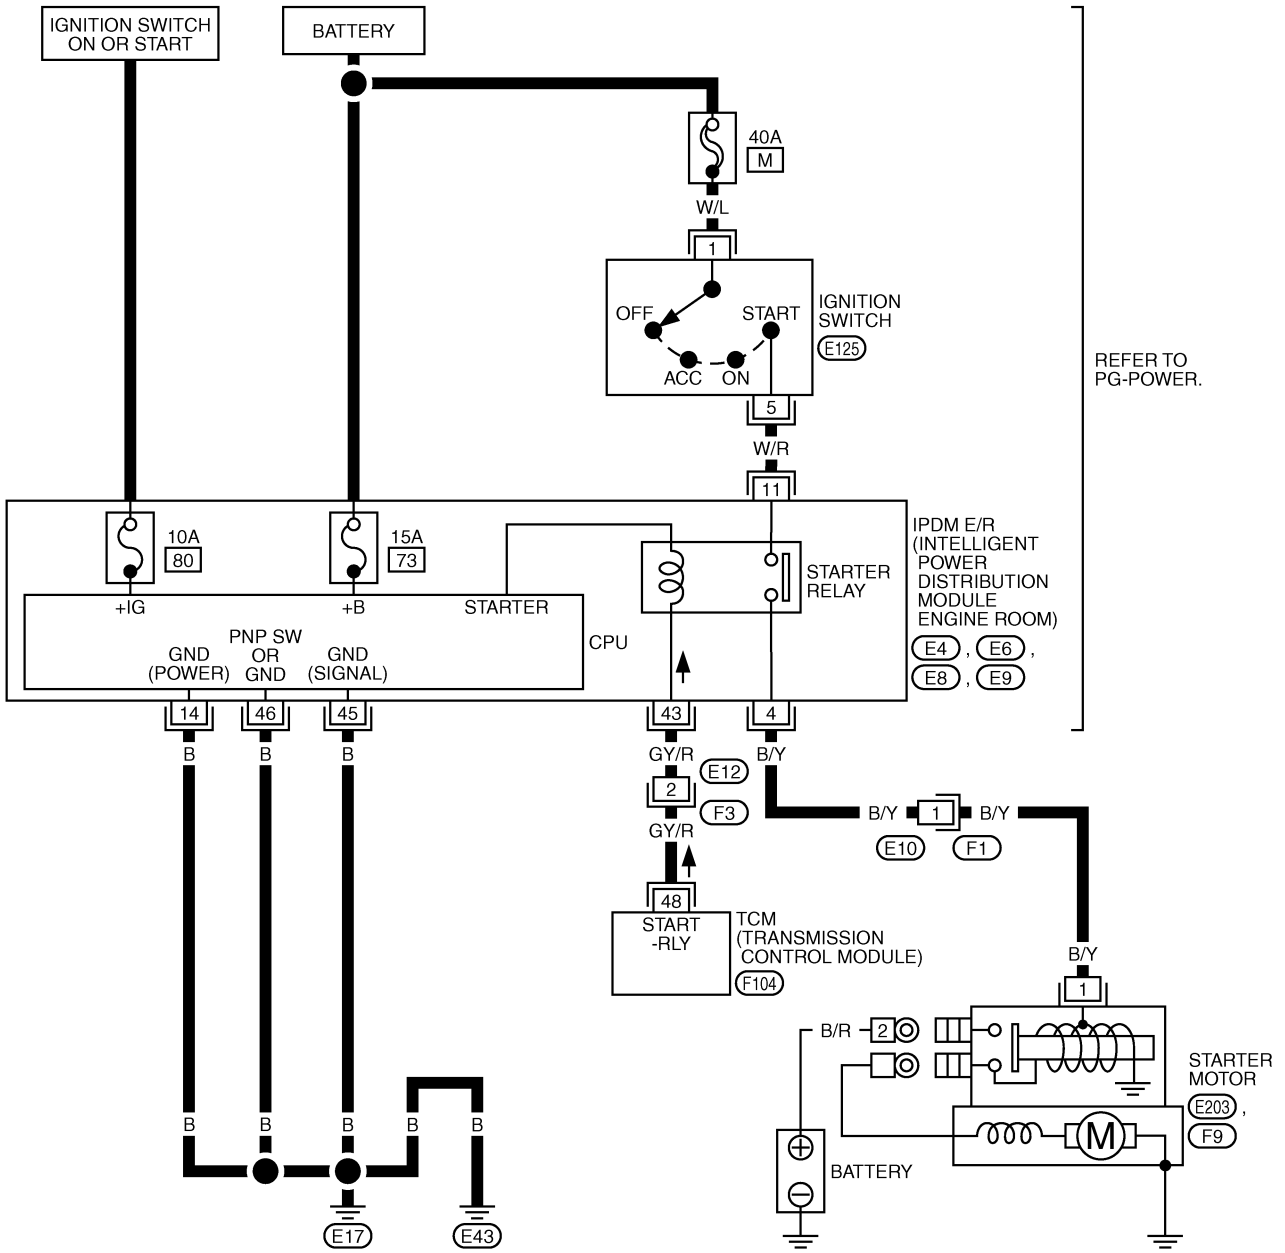 IGNITION SWITCH
ON OR START
BATTERY
40A
M
W/L
1
OFF
START
ACC
ON
IGNITION
SWITCH
E125
5
W/R
11
REFER TO
PG-POWER.
10A
80
15A
73
+IG
+B
STARTER
CPU
GND
(POWER)
PNP SW
OR
GND
GND
(SIGNAL)
STARTER
RELAY
IPDM E/R
(INTELLIGENT
POWER
DISTRIBUTION
MODULE
ENGINE ROOM)
E4 , E6 ,
E8 , E9
14
46
45
43
4
B
B
B
GY/R
B/Y
E12
2
F3
GY/R
B/Y
1
B/Y
E10
F1
48
START
-RLY
TCM
(TRANSMISSION
CONTROL MODULE)
F104
B/Y
1
B/R
2
STARTER
MOTOR
E203 ,
F9
M
+
BATTERY
−
B
B
B
B
B
E17
E43